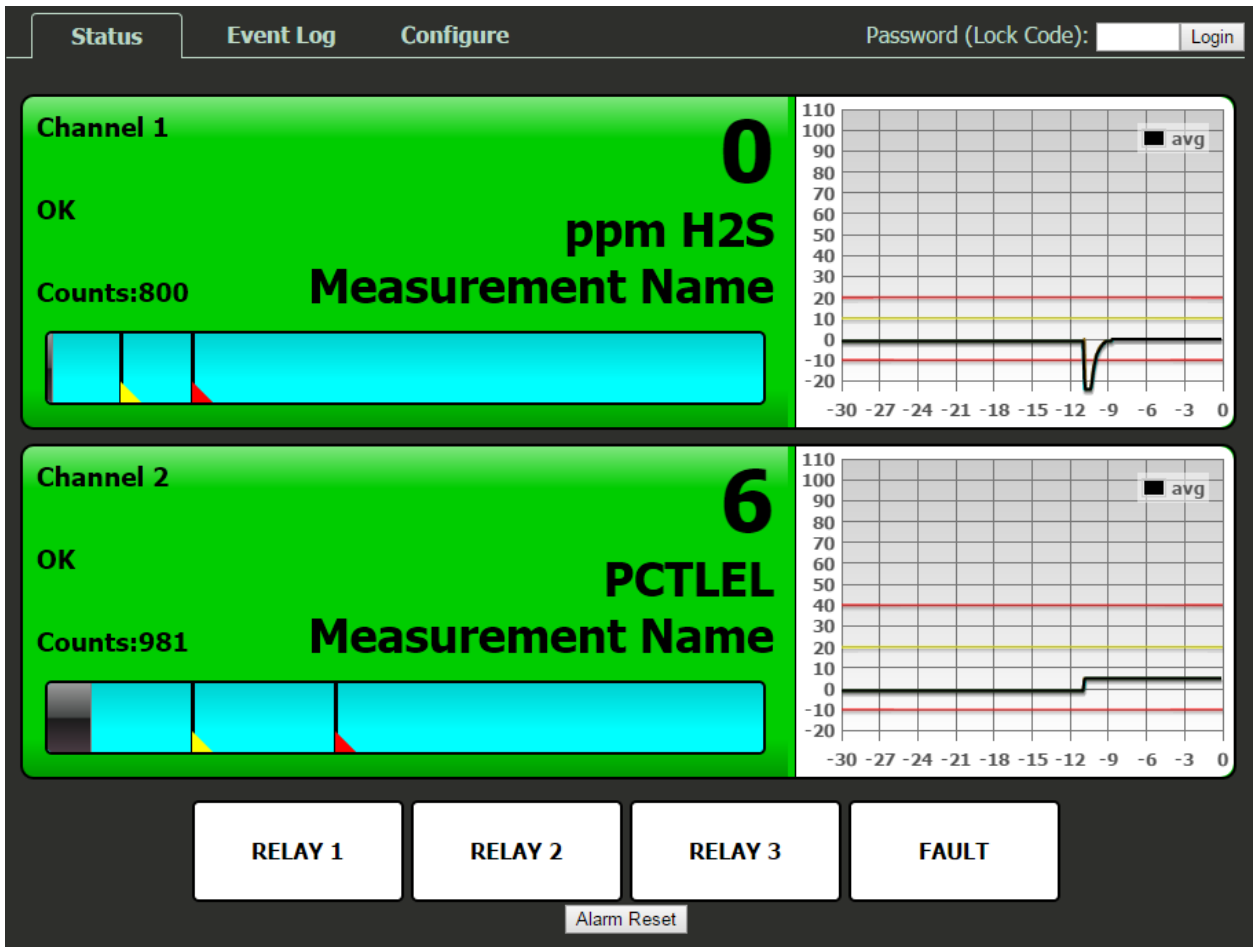 Status Event Log Configure Password (Lock Code): Login
Channel 1
0
OK
ppm H2S
Counts:800 Measurement Name
110
100
90
80
70
60
50
40
30
20
10
0
-10
-20
avg
-30 -27 -24 -21 -18 -15 -12 -9 -6 -3 0
Channel 2
6
OK
PCTLEL
Counts:981 Measurement Name
110
100
90
80
70
60
50
40
30
20
10
0
-10
-20
avg
-30 -27 -24 -21 -18 -15 -12 -9 -6 -3 0
RELAY 1 RELAY 2 RELAY 3 FAULT
Alarm Reset